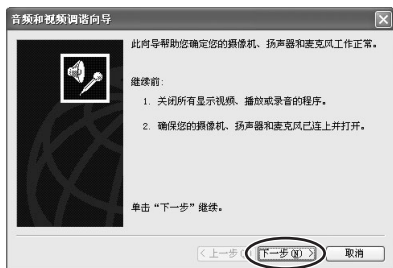 音频和视频调谐向导
此向导帮助您确定您的摄像机、扬声器和麦克风工作正常。
继续前:
1. 关闭所有显示视频、播放或录音的程序。
2. 确保您的摄像机、扬声器和麦克风已连上并打开。
单击“下一步”继续。
< 上一步( 下一步(N) > 取消